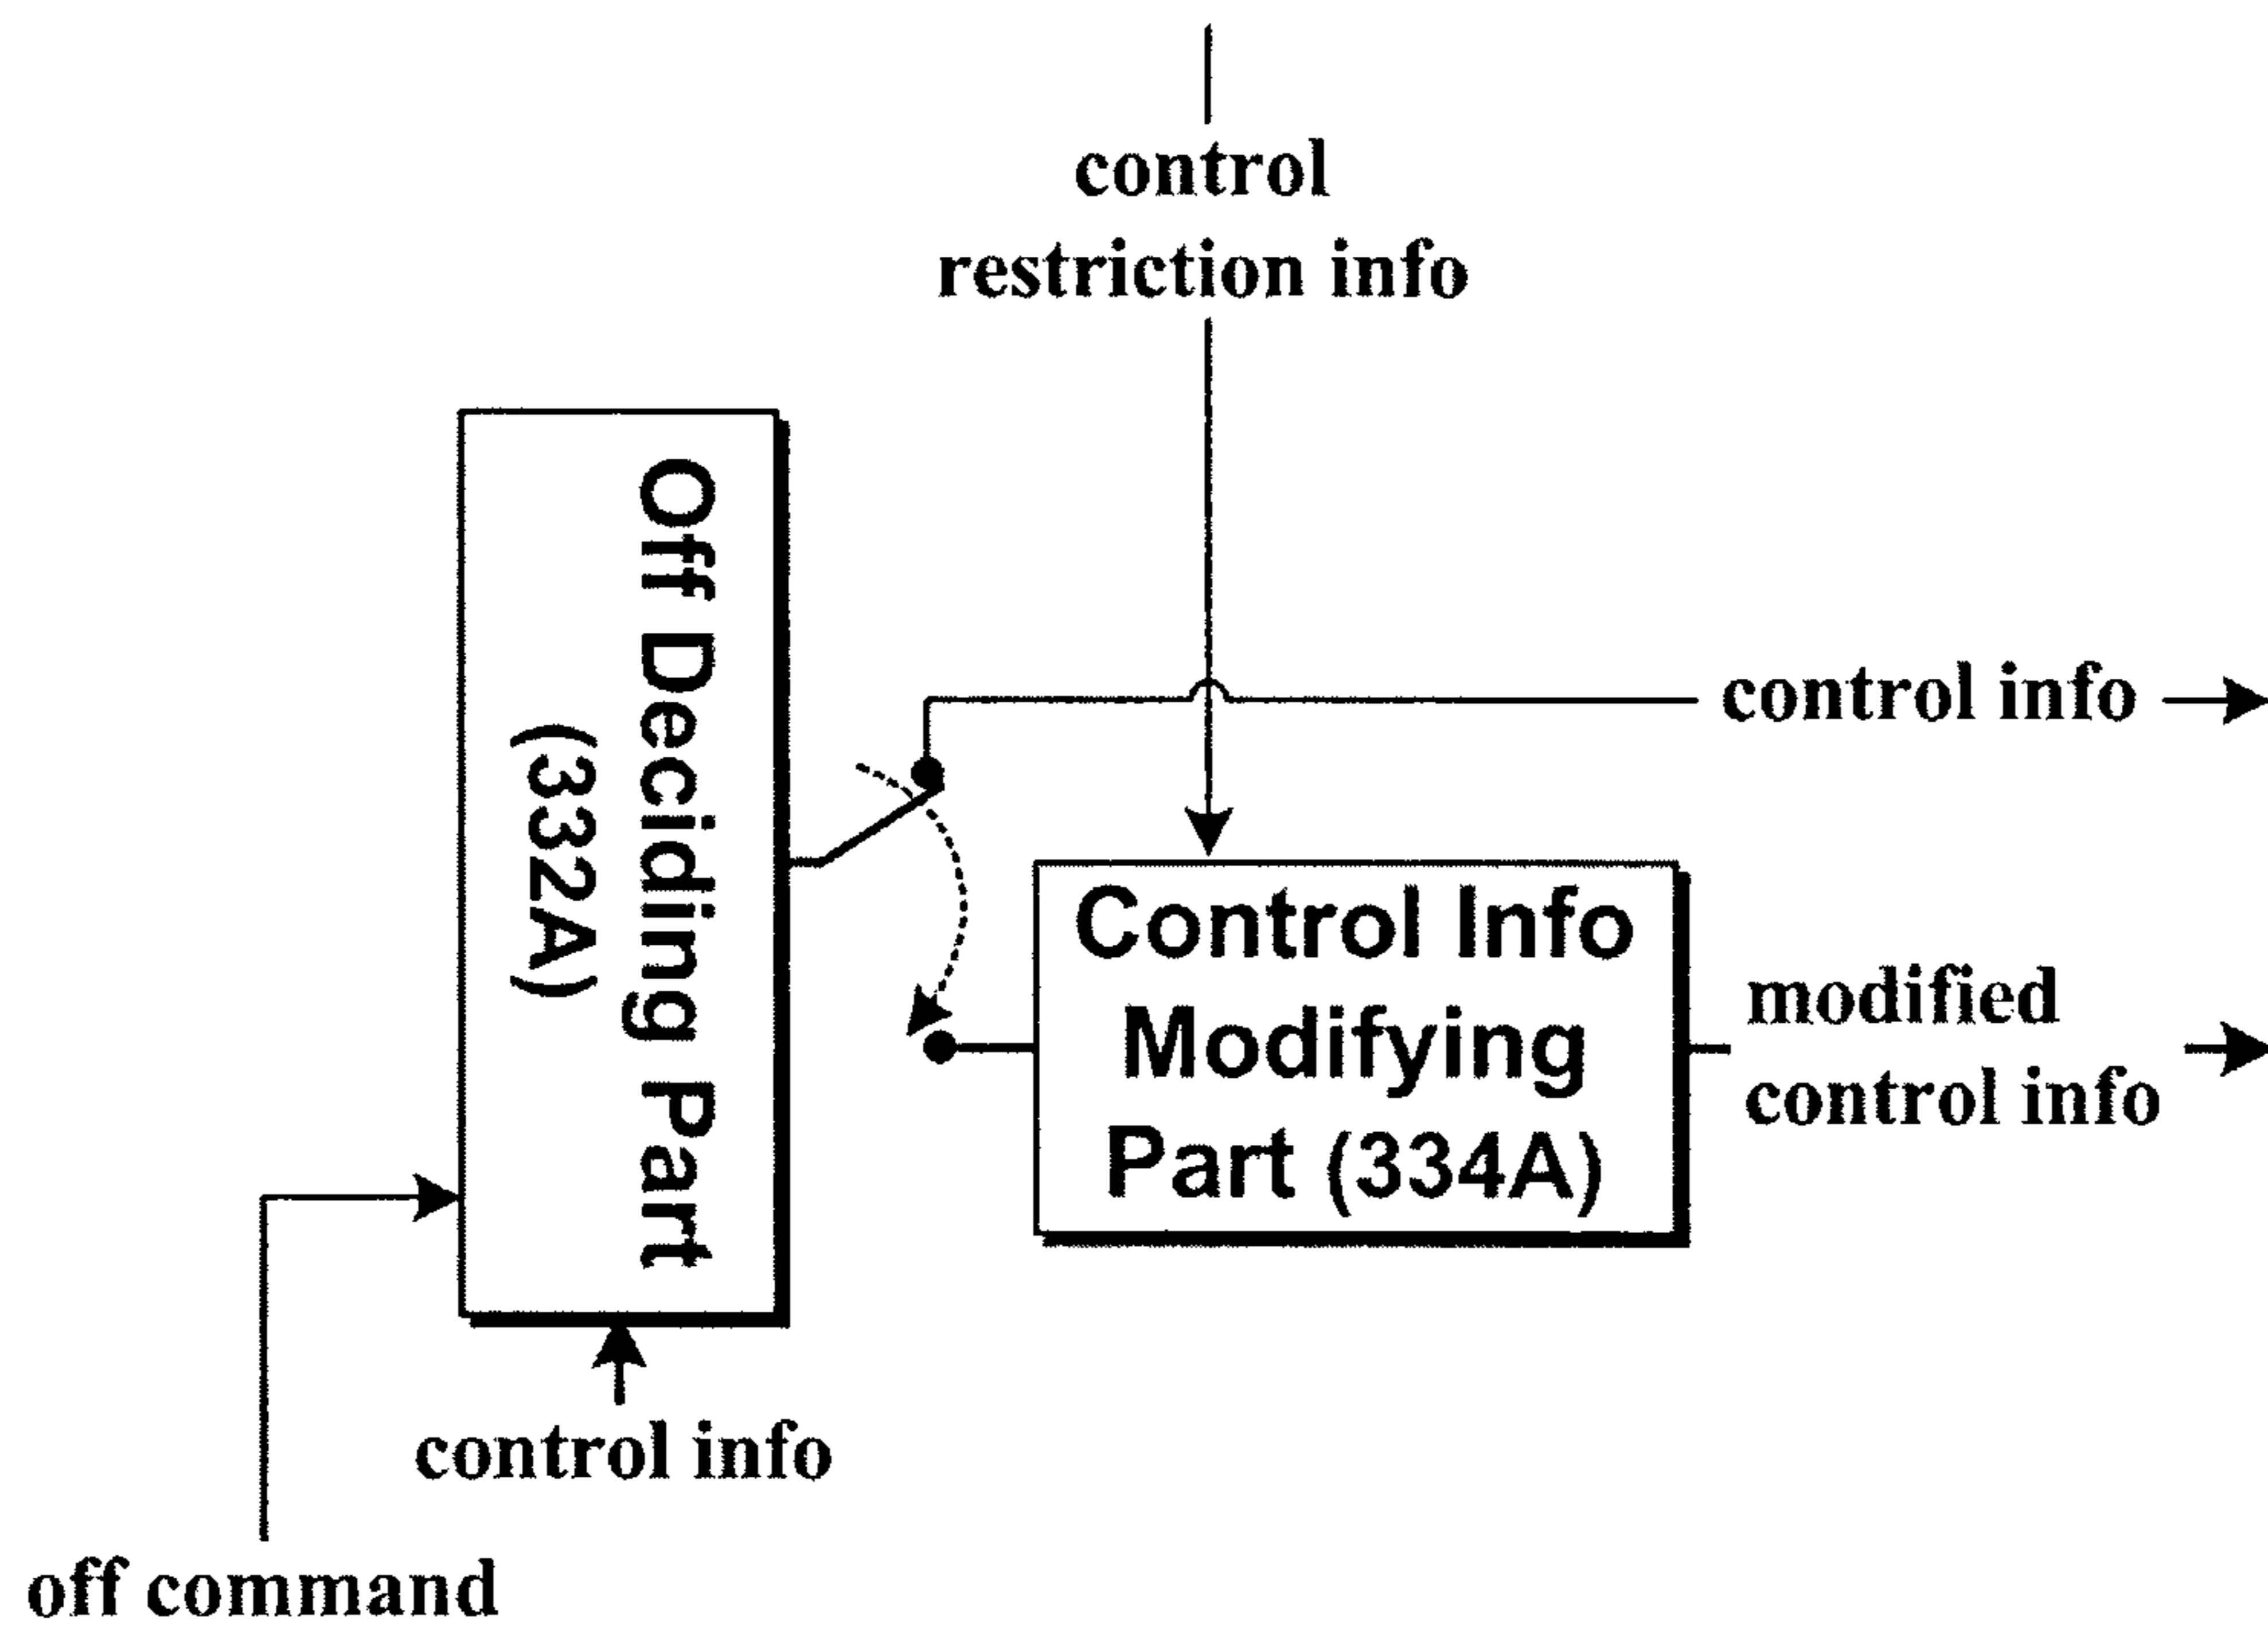 control
restriction info
Off Deciding Part
(332A)
control info
Control Info
Modifying
Part (334A)
modified
control info
control info
off command